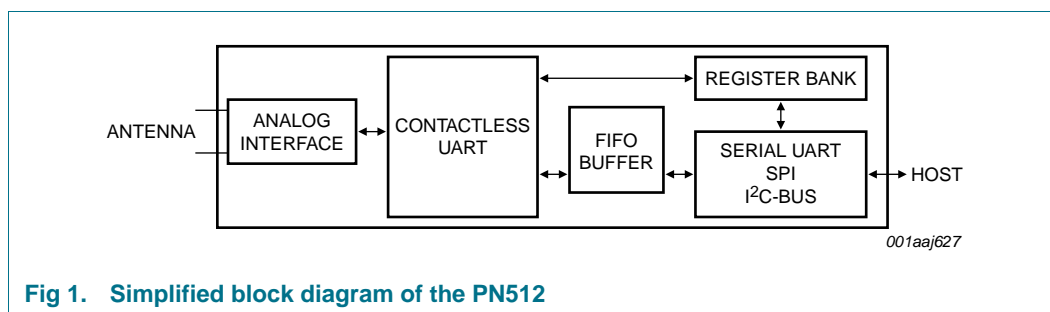 ANTENNA
ANALOG
INTERFACE
CONTACTLESS
UART
FIFO
BUFFER
REGISTER BANK
SERIAL UART
SPI
I²C-BUS
HOST
001aaj627
Fig 1. Simplified block diagram of the PN512